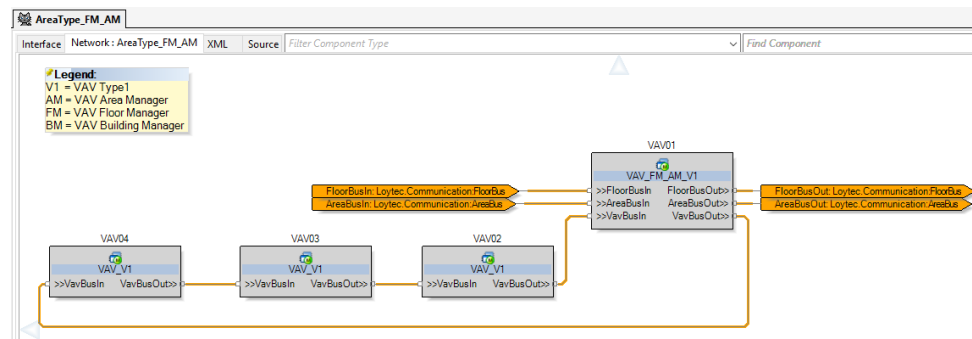 AreaType_FM_AM
Interface Network : AreaType_FM_AM XML Source Filter Component Type Find Component
Legend:
V1 = VAV Type1
AM = VAV Area Manager
FM = VAV Floor Manager
BM = VAV Building Manager
VAV01
VAV_FM_AM_V1
FloorBusIn: Loytec.Communication:FloorBus >>FloorBusIn FloorBusOut>> FloorBusOut: Loytec.Communication:FloorBus
AreaBusIn: Loytec.Communication:AreaBus >>AreaBusIn AreaBusOut>> AreaBusOut: Loytec.Communication:AreaBus
>>VavBusIn VavBusOut>>
VAV04 VAV03 VAV02
VAV_V1 VAV_V1 VAV_V1
>>VavBusIn VavBusOut>> >>VavBusIn VavBusOut>> >>VavBusIn VavBusOut>>